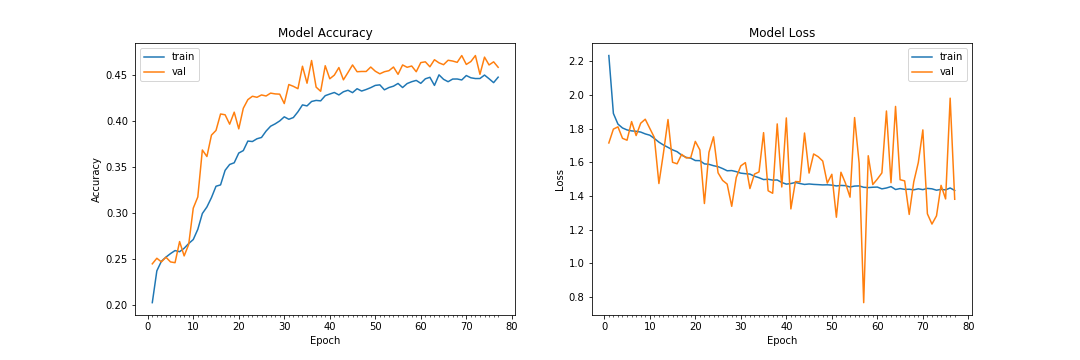 Model Accuracy
train
val
0.45
0.40
0.35
0.30
0.25
0.20
Accuracy
0 10 20 30 40 50 60 70 80
Epoch
Model Loss
train
val
2.2
2.0
1.8
1.6
1.4
1.2
1.0
0.8
Loss
0 10 20 30 40 50 60 70 80
Epoch